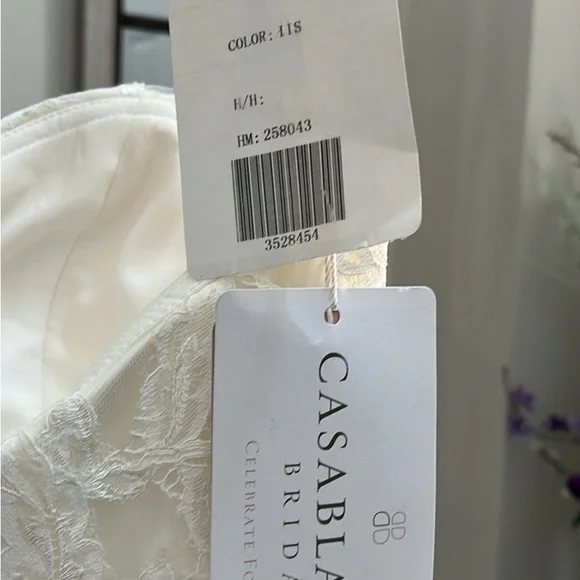 COLOR: 11S
H/H:
HM: 258043
3528454
CASABLA
BRIDA
CELEBRATE FO